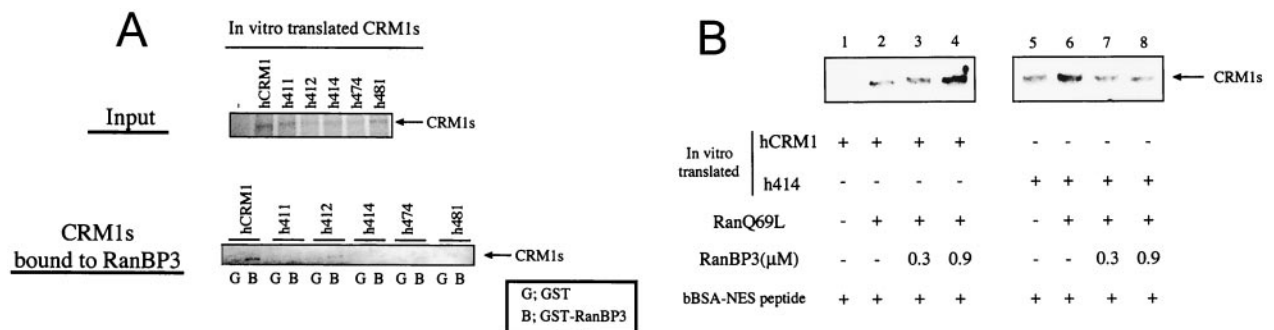 A
In vitro translated CRM1s
- hCRM1 h411 h412 h414 h474 h481
Input
CRM1s
hCRM1 h411 h412 h414 h474 h481
CRM1s
bound to RanBP3
CRM1s
G B G B G B G B G B G B
G; GST
B; GST-RanBP3
B
1 2 3 4 5 6 7 8
CRM1s
In vitro
translated
hCRM1 + + + + - - - -
h414 - - - - + + + +
RanQ69L - + + + - + + +
RanBP3(μM) - - 0.3 0.9 - - 0.3 0.9
bBSA-NES peptide + + + + + + + +